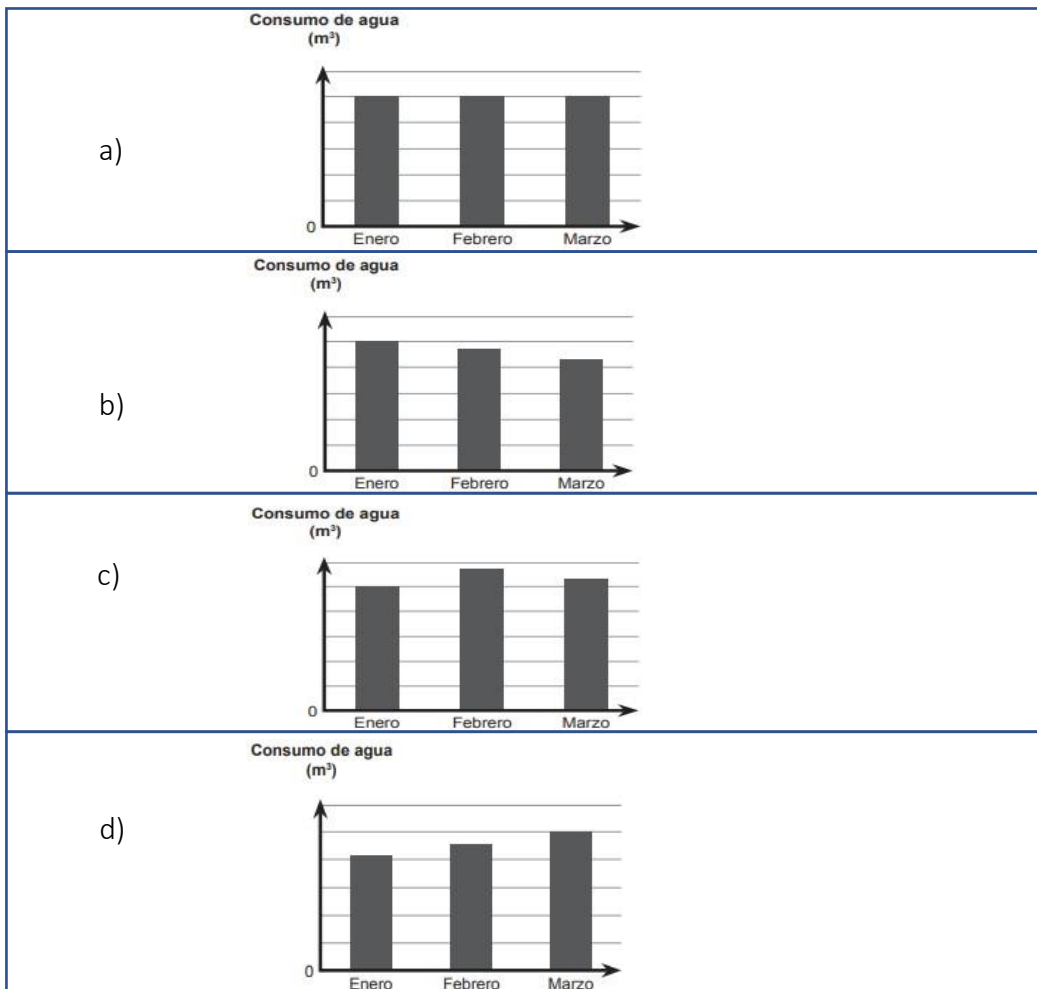 Consumo de agua
(m³)
a)
0
Enero Febrero Marzo
Consumo de agua
(m³)
b)
0
Enero Febrero Marzo
Consumo de agua
(m³)
c)
0
Enero Febrero Marzo
Consumo de agua
(m³)
d)
0
Enero Febrero Marzo